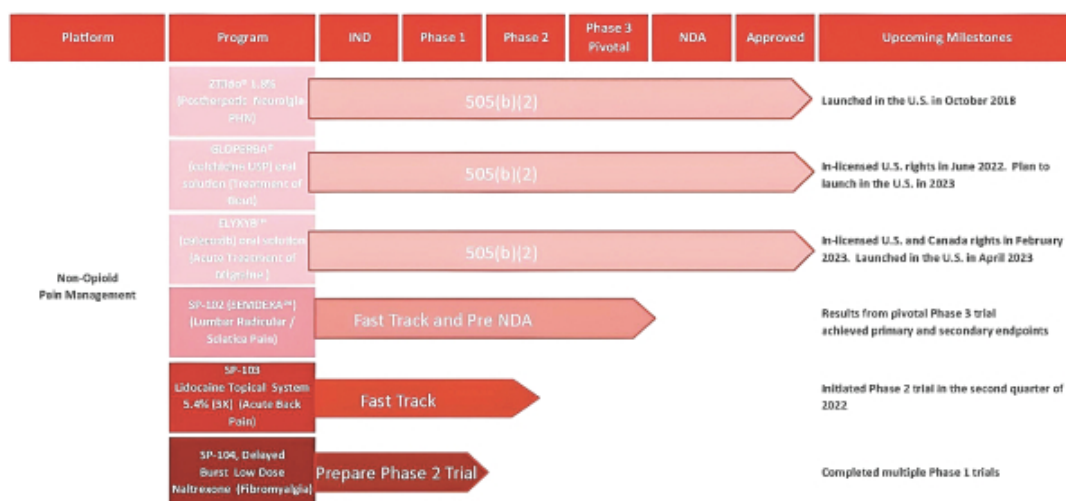 Platform Program IND Phase 1 Phase 2 Phase 3 Pivotal NDA Approved Upcoming Milestones
Non-Opioid
Pain Management
ZTlido® 1.8%
(Postherpetic Neuralgia
PHN)
505(b)(2)
Launched in the U.S. in October 2018
GLOPERBA®
(colchicine USP) oral
solution (Treatment of
Gout)
505(b)(2)
In-licensed U.S. rights in June 2022. Plan to
launch in the U.S. in 2023
ELYXYB™
(celecoxib) oral solution
(Acute Treatment of
Migraine )
505(b)(2)
In-licensed U.S. and Canada rights in February
2023. Launched in the U.S. in April 2023
SP-102 (SEMDEXA™)
(Lumbar Radicular /
Sciatica Pain)
Fast Track and Pre NDA
Results from pivotal Phase 3 trial
achieved primary and secondary endpoints
SP-103
Lidocaine Topical System
5.4% (3X) (Acute Back
Pain)
Fast Track
Initiated Phase 2 trial in the second quarter of
2022
SP-104, Delayed
Burst Low Dose
Naltrexone (Fibromyalgia)
Prepare Phase 2 Trial
Completed multiple Phase 1 trials